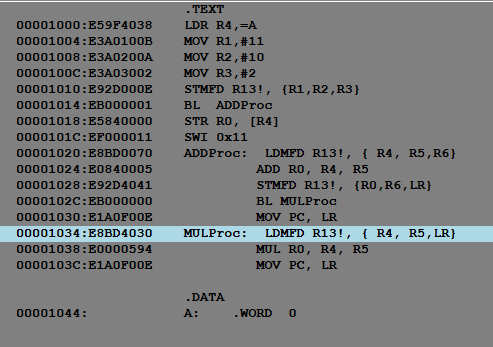 .TEXT
00001000:E59F4038 LDR R4,=A
00001004:E3A0100B MOV R1,#11
00001008:E3A0200A MOV R2,#10
0000100C:E3A03002 MOV R3,#2
00001010:E92D000E STMFD R13!, {R1,R2,R3}
00001014:EB000001 BL ADDProc
00001018:E5840000 STR R0, [R4]
0000101C:EF000011 SWI 0x11
00001020:E8BD0070 ADDProc: LDMFD R13!, { R4, R5,R6}
00001024:E0840005 ADD R0, R4, R5
00001028:E92D4041 STMFD R13!, {R0,R6,LR}
0000102C:EB000000 BL MULProc
00001030:E1A0F00E MOV PC, LR
00001034:E8BD4030 MULProc: LDMFD R13!, { R4, R5,LR}
00001038:E0000594 MUL R0, R4, R5
0000103C:E1A0F00E MOV PC, LR
.DATA
00001044: A: .WORD 0